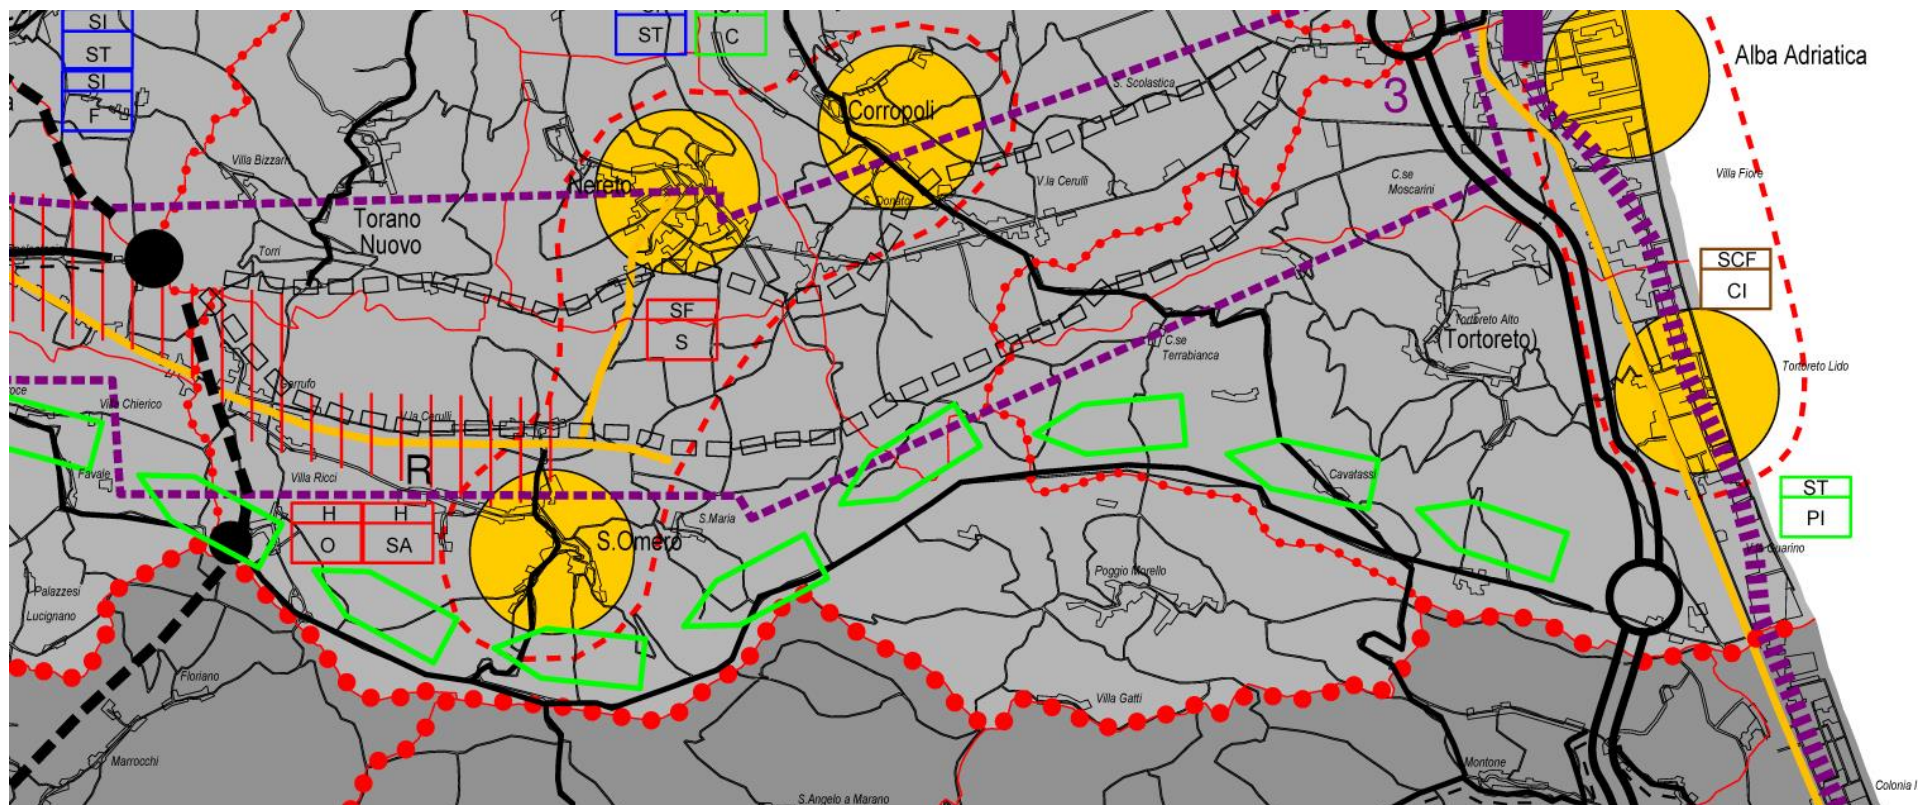 SI
ST
SI
F
ST
C
Alba Adriatica
S. Scolastica
3
Corropoli
Villa Bizzarri
Nereto
V.la Cerulli
C.se
Moscarini
Villa Fiore
S. Donato
Torano
Nuovo
Torri
SCF
CI
SF
S
Tortoreto Alto
(Tortoreto)
C.se
Terrabianca
Tortoreto Lido
Garrufo
Villa Chierico
V.la Cerulli
R
Favale
Villa Ricci
Cavatassi
ST
PI
H
H
O
SA
S.Maria
S.Omero
Poggio Morello
Palazzesi
Lucignano
Floriano
Villa Gatti
Marrocchi
Montone
S.Angelo a Marano
Colonia I